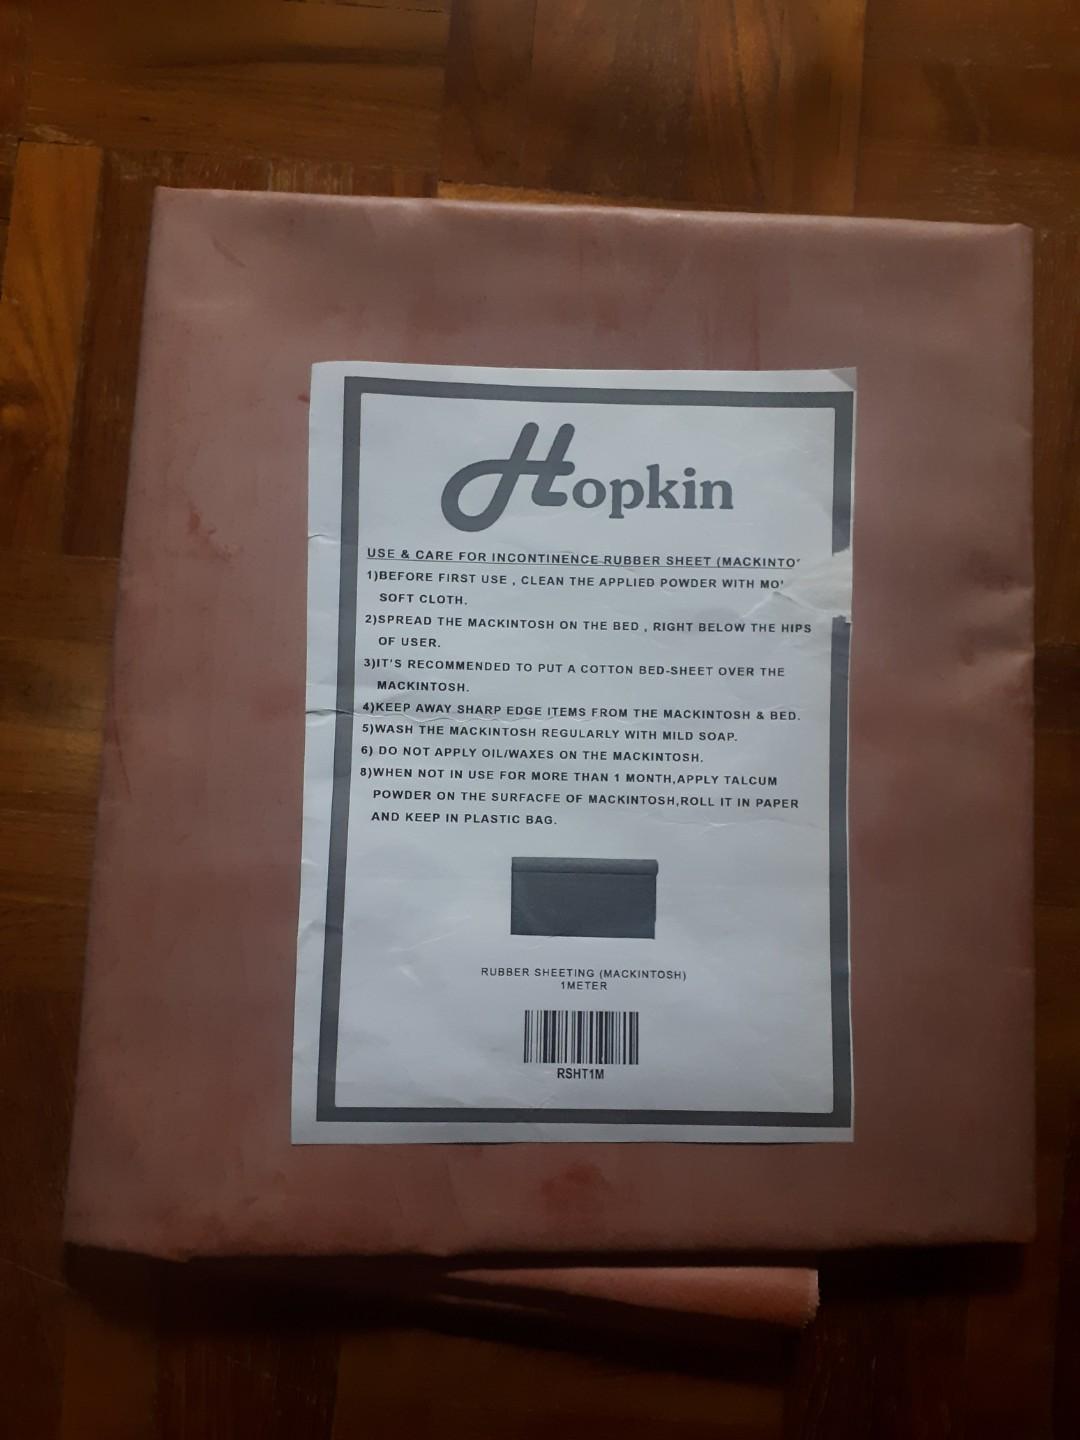 Hopkin
USE & CARE FOR INCONTINENCE RUBBER SHEET
1)BEFORE FIRST USE , CLEAN THE APPLIED POWDER WITH
SOFT CLOTH.
2)SPREAD THE MACKINTOSH ON THE BED , RIGHT BELOW THE HIPS
OF USER.
3)IT'S RECOMMENDED TO PUT A COTTON BED-SHEET OVER THE
MACKINTOSH.
4)KEEP AWAY SHARP EDGE ITEMS FROM THE MACKINTOSH & BED.
5)WASH THE MACKINTOSH REGULARLY WITH MILD SOAP.
6) DO NOT APPLY OIL/WAXES ON THE MACKINTOSH.
8)WHEN NOT IN USE FOR MORE THAN 1 MONTH,APPLY TALCUM
POWDER ON THE SURFACFE OF MACKINTOSH,ROLL IT IN PAPER
AND KEEP IN PLASTIC BAG.
RUBBER SHEETING (MACKINTOSH)
1METER
RSHT1M